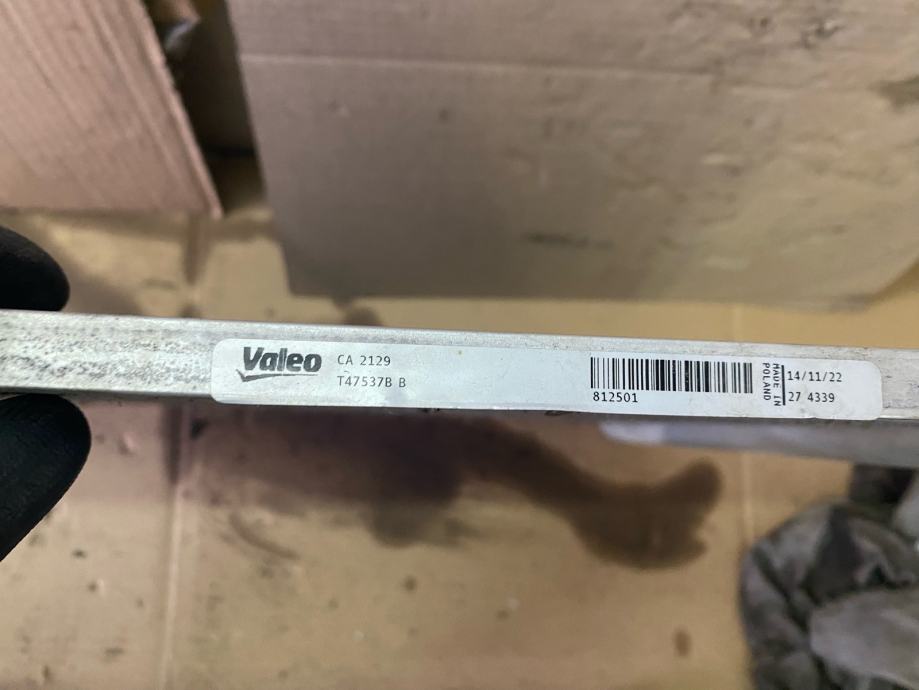 Valeo
CA 2129
T47537B B
812501
MADE IN
POLAND
14/11/22
27 4339